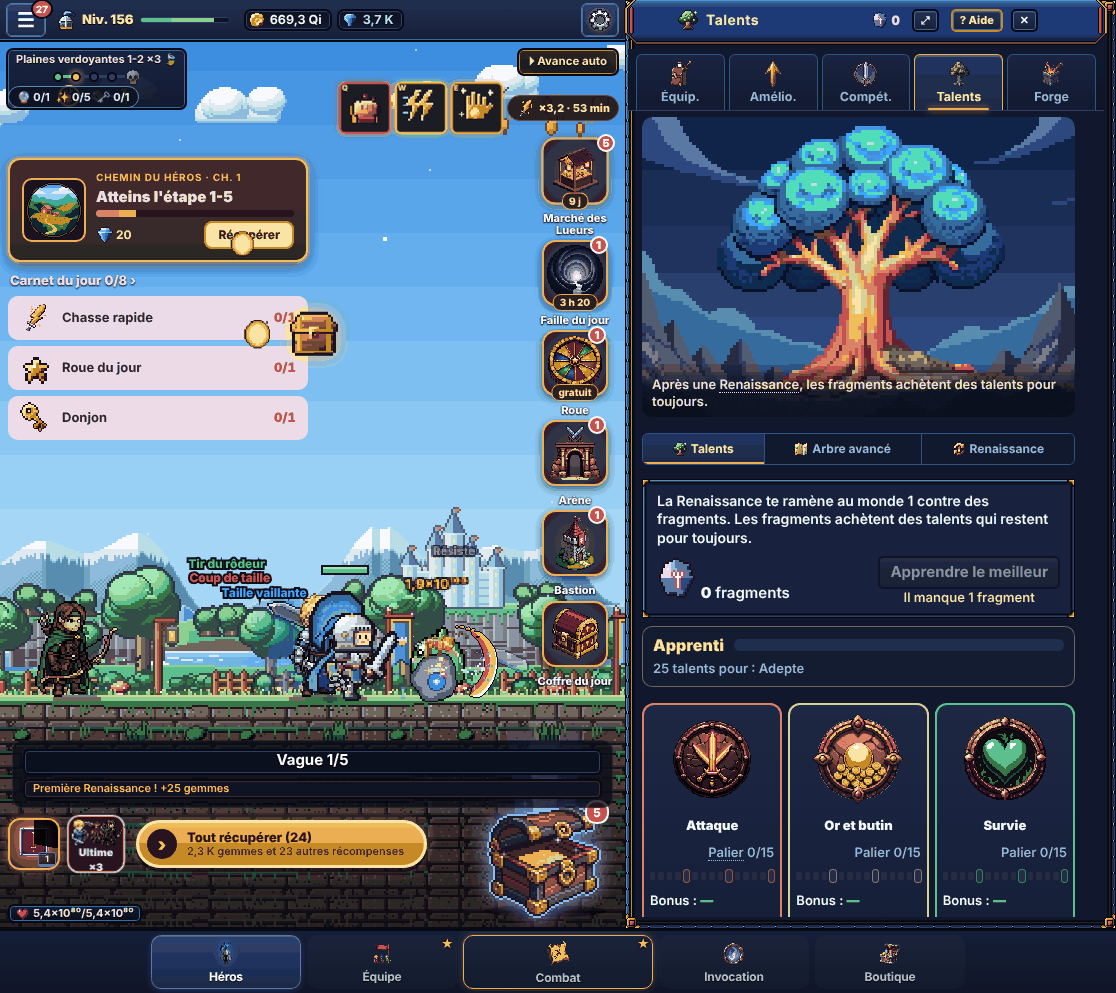 27
Niv. 156
669,3 Qi
3,7 K
Talents
0
? Aide
Plaines verdoyantes 1-2 ×3
0/1
0/5
0/1
Avance auto
Q
W
E
×3,2 · 53 min
Équip.
Amélio.
Compét.
Talents
Forge
CHEMIN DU HÉROS · CH. 1
Atteins l'étape 1-5
20
Récupérer
Carnet du jour 0/8 ›
Chasse rapide
0/1
Roue du jour
0/1
Donjon
0/1
5
9 j
Marché des
Lueurs
1
3 h 20
Faille du jour
1
gratuit
Roue
1
Arène
1
Bastion
Coffre du jour
Après une Renaissance, les fragments achètent des talents pour
toujours.
Talents
Arbre avancé
Renaissance
La Renaissance te ramène au monde 1 contre des
fragments. Les fragments achètent des talents qui restent
pour toujours.
0 fragments
Apprendre le meilleur
Il manque 1 fragment
Apprenti
25 talents pour : Adepte
Attaque
Palier 0/15
Bonus : —
Or et butin
Palier 0/15
Bonus : —
Survie
Palier 0/15
Bonus : —
Résiste
Tir du rôdeur
Coup de taille
Taille vaillante
Vague 1/5
Première Renaissance ! +25 gemmes
1
Ultime
×3
Tout récupérer (24)
2,3 K gemmes et 23 autres récompenses
5
5,4×10⁸⁰/5,4×10⁸⁰
Héros
Équipe
Combat
Invocation
Boutique